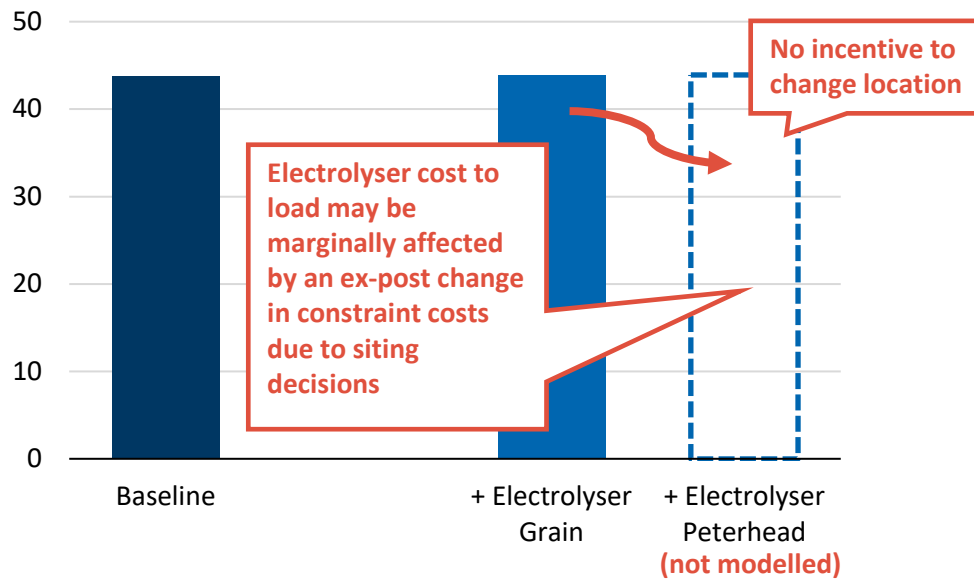 50
40
30
20
10
0
No incentive to
change location
Electrolyser cost to
load may be
marginally affected
by an ex-post change
in constraint costs
due to siting
decisions
Baseline
+ Electrolyser
Grain
+ Electrolyser
Peterhead
(not modelled)